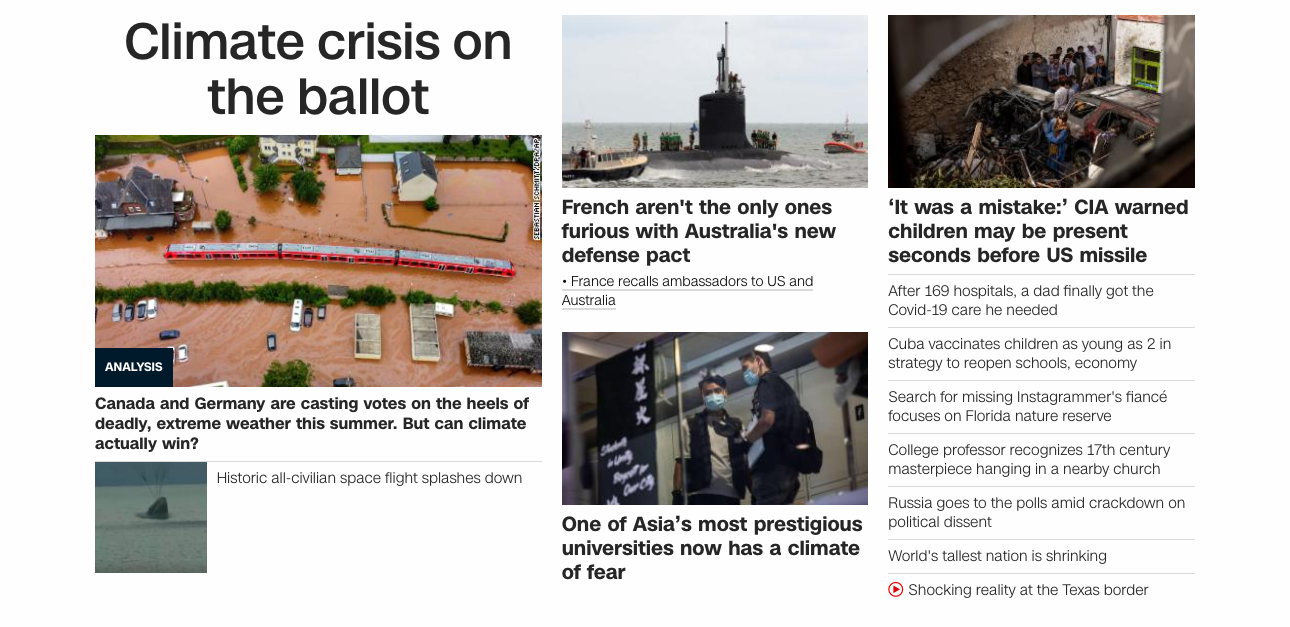 Climate crisis on
the ballot
SEBASTIAN SCHMITT/DPA/AP
ANALYSIS
Canada and Germany are casting votes on the heels of
deadly, extreme weather this summer. But can climate
actually win?
Historic all-civilian space flight splashes down
French aren't the only ones
furious with Australia's new
defense pact
• France recalls ambassadors to US and
Australia
One of Asia’s most prestigious
universities now has a climate
of fear
‘It was a mistake:’ CIA warned
children may be present
seconds before US missile
After 169 hospitals, a dad finally got the
Covid-19 care he needed
Cuba vaccinates children as young as 2 in
strategy to reopen schools, economy
Search for missing Instagrammer's fiancé
focuses on Florida nature reserve
College professor recognizes 17th century
masterpiece hanging in a nearby church
Russia goes to the polls amid crackdown on
political dissent
World's tallest nation is shrinking
Shocking reality at the Texas border